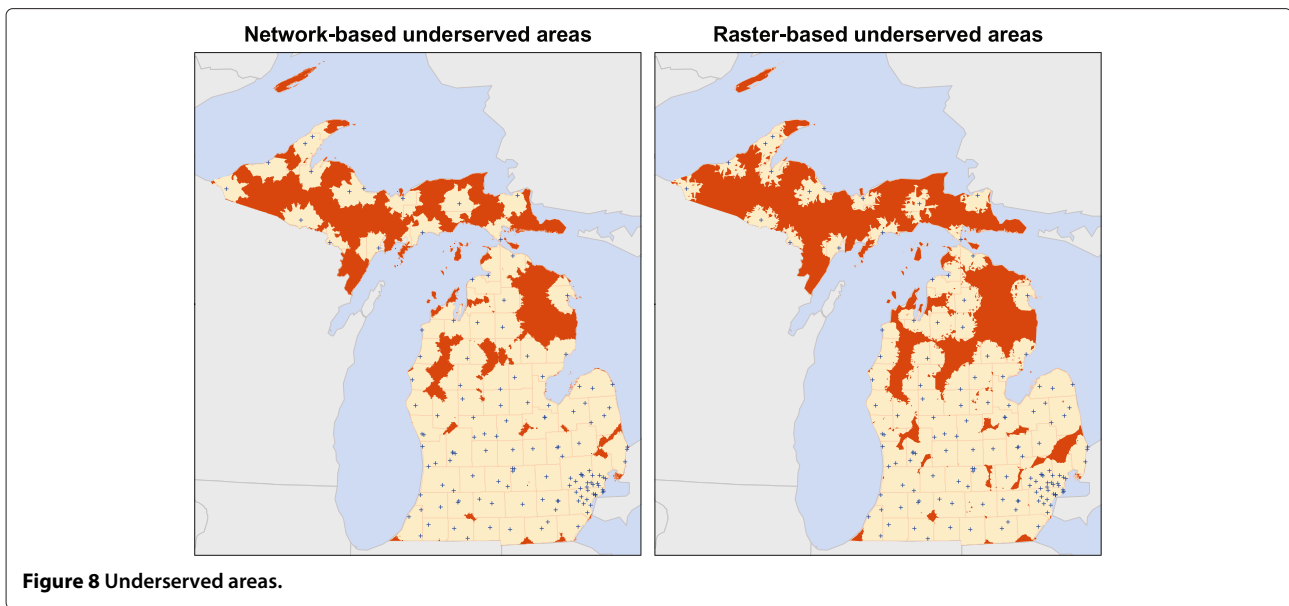 Network-based underserved areas
Raster-based underserved areas
Figure 8 Underserved areas.